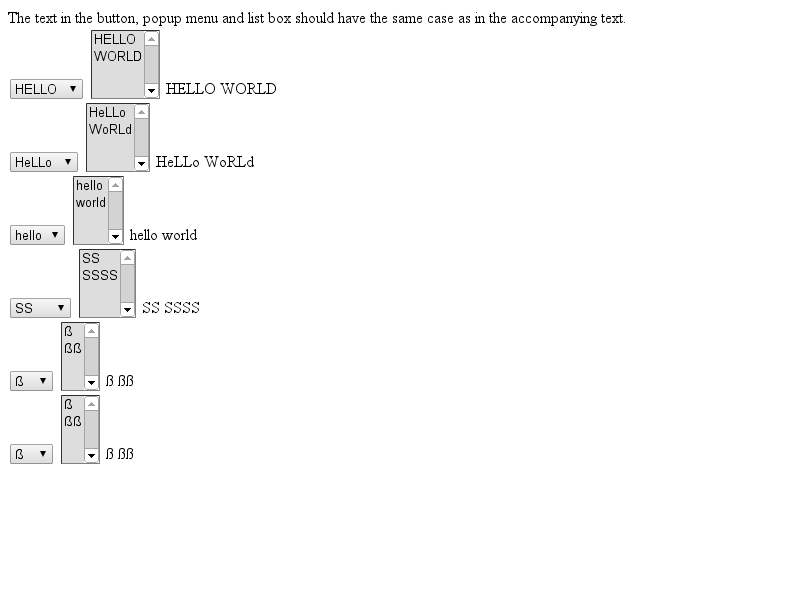 The text in the button, popup menu and list box should have the same case as in the accompanying text.
HELLO
WORLD
HELLO HELLO WORLD
HeLLo
WoRLd
HeLLo HeLLo WoRLd
hello
world
hello hello world
SS
SSSS
SS SS SSSS
ß
ßß
ß ß ßß
ß
ßß
ß ß ßß